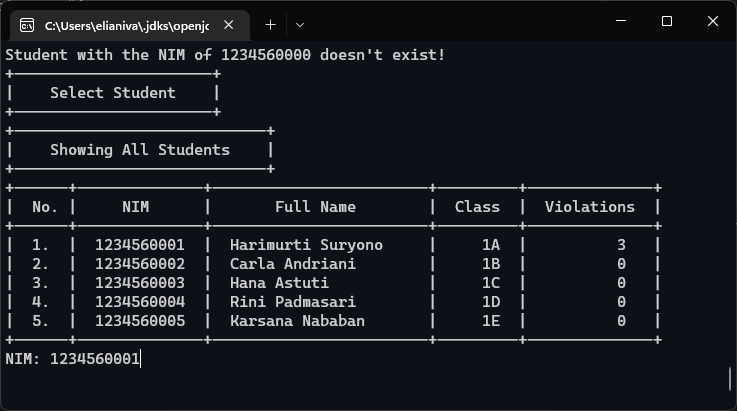 C:\Users\elianiva\.jdks\openjc
Student with the NIM of 1234560000 doesn't exist!
Select Student
Showing All Students
No. | NIM | Full Name | Class | Violations
1. | 1234560001 | Harimurti Suryono | 1A | 3
2. | 1234560002 | Carla Andriani | 1B | 0
3. | 1234560003 | Hana Astuti | 1C | 0
4. | 1234560004 | Rini Padmasari | 1D | 0
5. | 1234560005 | Karsana Nababan | 1E | 0
NIM: 1234560001